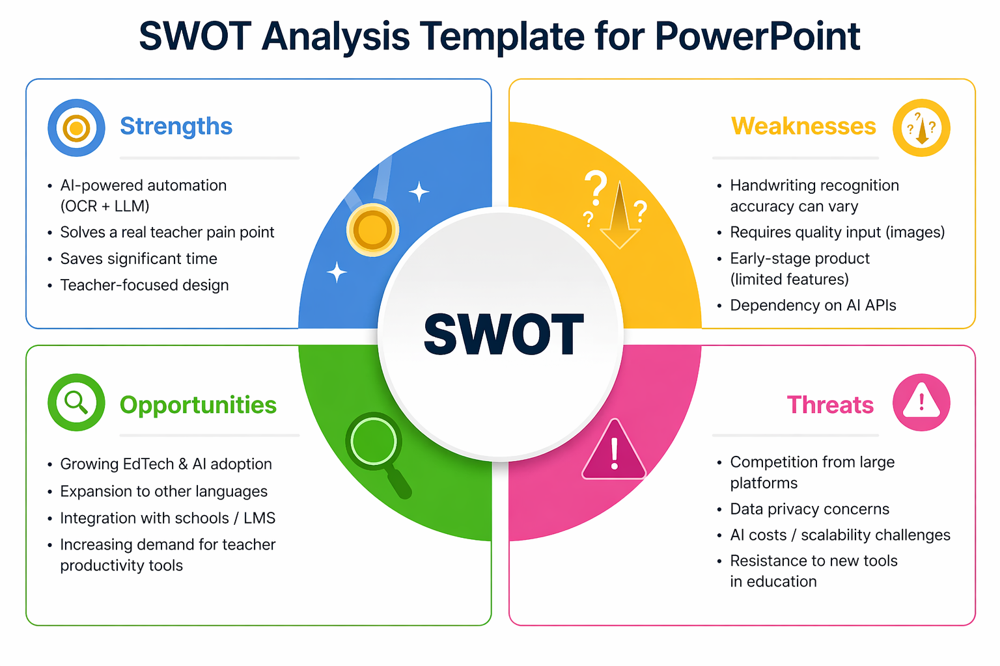 SWOT Analysis Template for PowerPoint
Strengths
• AI-powered automation
(OCR + LLM)
• Solves a real teacher pain point
• Saves significant time
• Teacher-focused design
Weaknesses
? ? ?
• Handwriting recognition
accuracy can vary
• Requires quality input (images)
• Early-stage product
(limited features)
• Dependency on AI APIs
? ? ?
SWOT
Opportunities
• Growing EdTech & AI adoption
• Expansion to other languages
• Integration with schools / LMS
• Increasing demand for teacher
productivity tools
Threats
!
• Competition from large
platforms
• Data privacy concerns
• AI costs / scalability challenges
• Resistance to new tools
in education
!